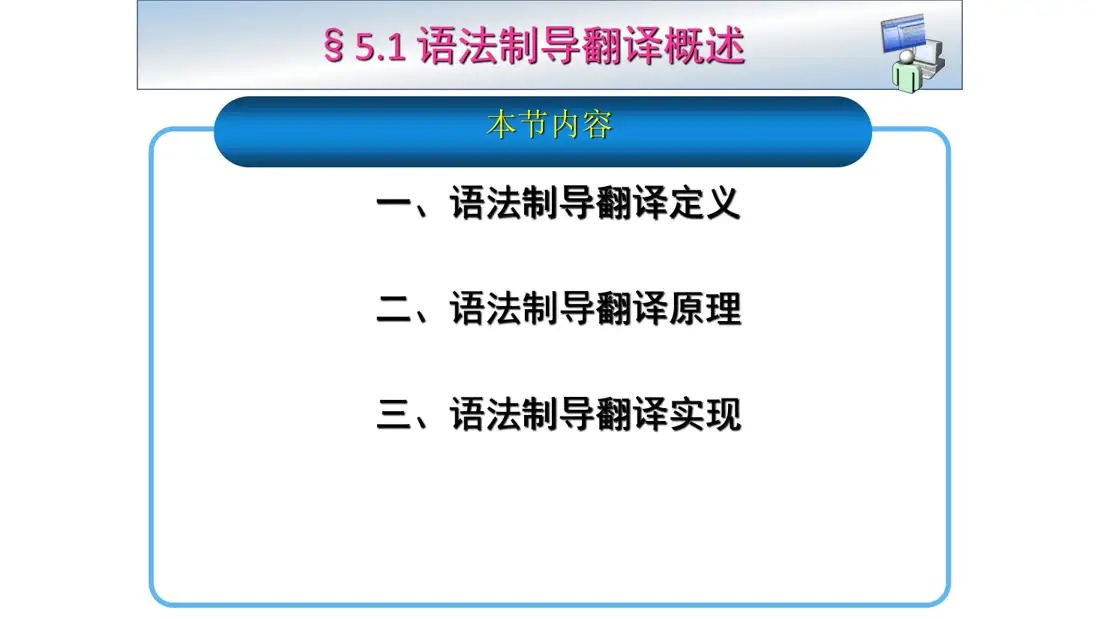 §5.1 语法制导翻译概述
本节内容
一、语法制导翻译定义
二、语法制导翻译原理
三、语法制导翻译实现